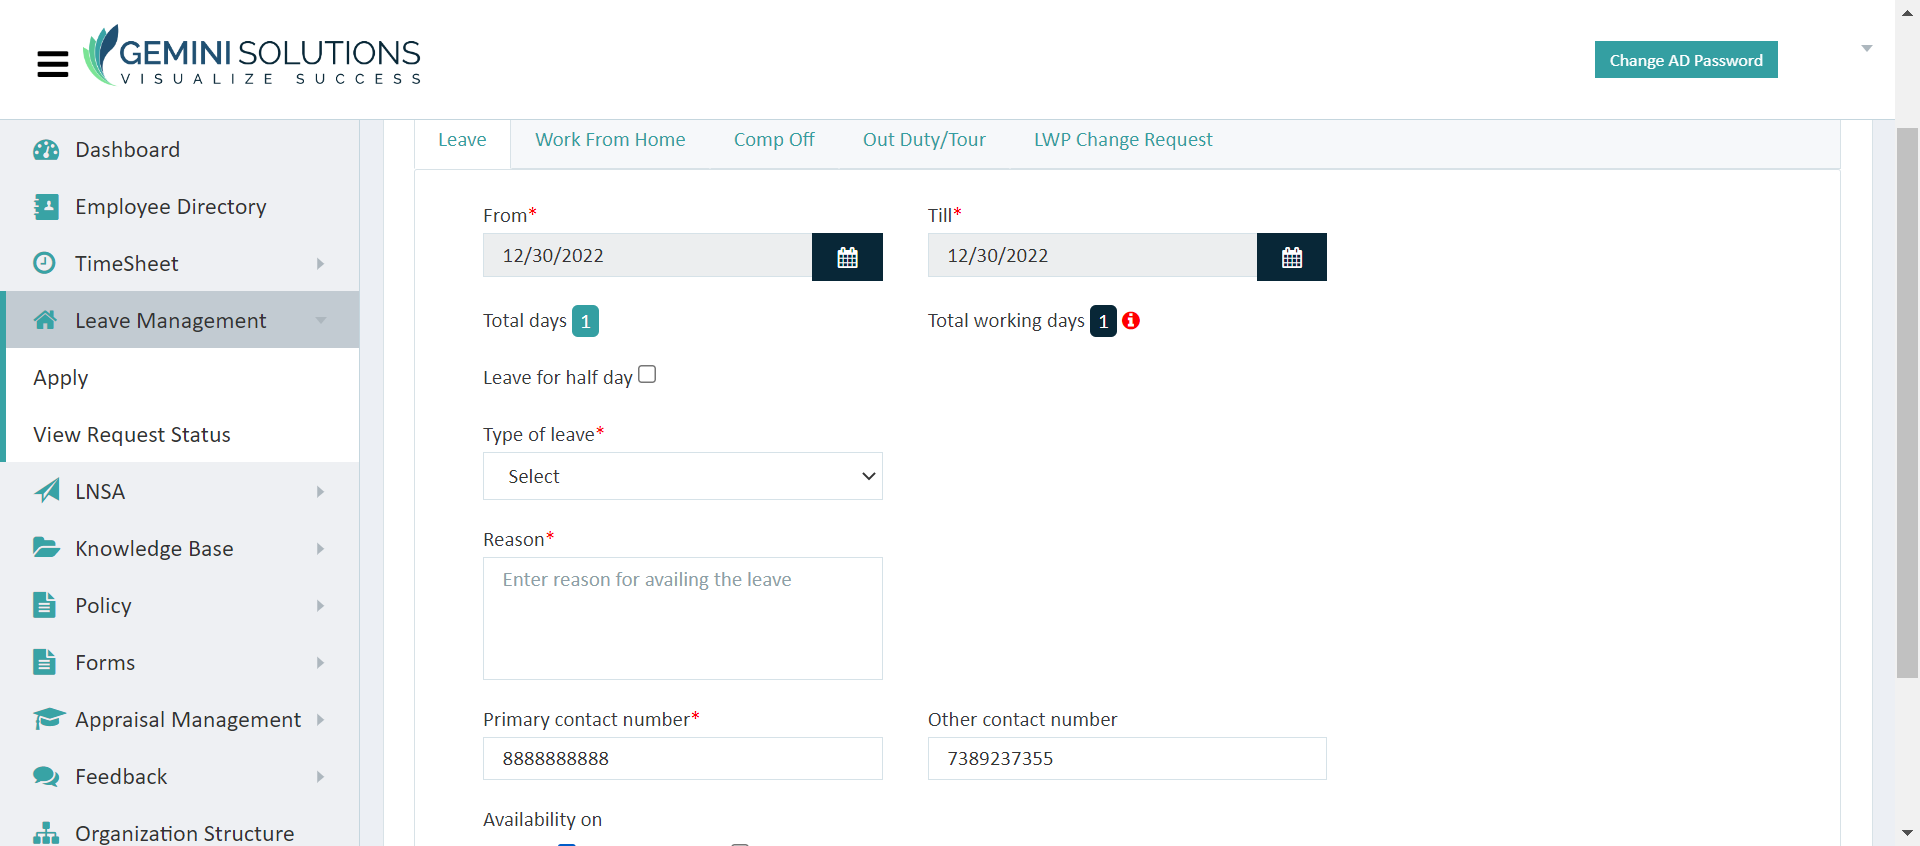 GEMINI SOLUTIONS
VISUALIZE SUCCESS
Change AD Password
Dashboard
Employee Directory
TimeSheet
Leave Management
Apply
View Request Status
LNSA
Knowledge Base
Policy
Forms
Appraisal Management
Feedback
Organization Structure
Leave Work From Home Comp Off Out Duty/Tour LWP Change Request
From* Till*
12/30/2022 12/30/2022
Total days 1 Total working days 1
Leave for half day
Type of leave*
Select
Reason*
Enter reason for availing the leave
Primary contact number* Other contact number
8888888888 7389237355
Availability on